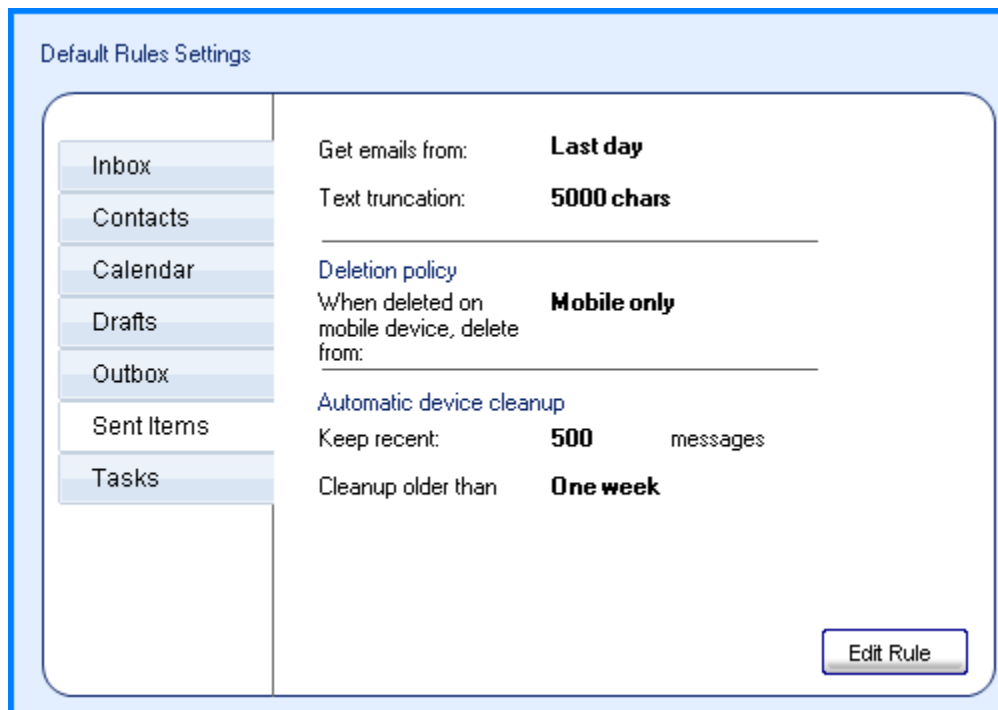 Default Rules Settings
Inbox
Contacts
Calendar
Drafts
Outbox
Sent Items
Tasks
Get emails from: Last day
Text truncation: 5000 chars
Deletion policy
When deleted on Mobile only
mobile device, delete
from:
Automatic device cleanup
Keep recent: 500 messages
Cleanup older than One week
Edit Rule